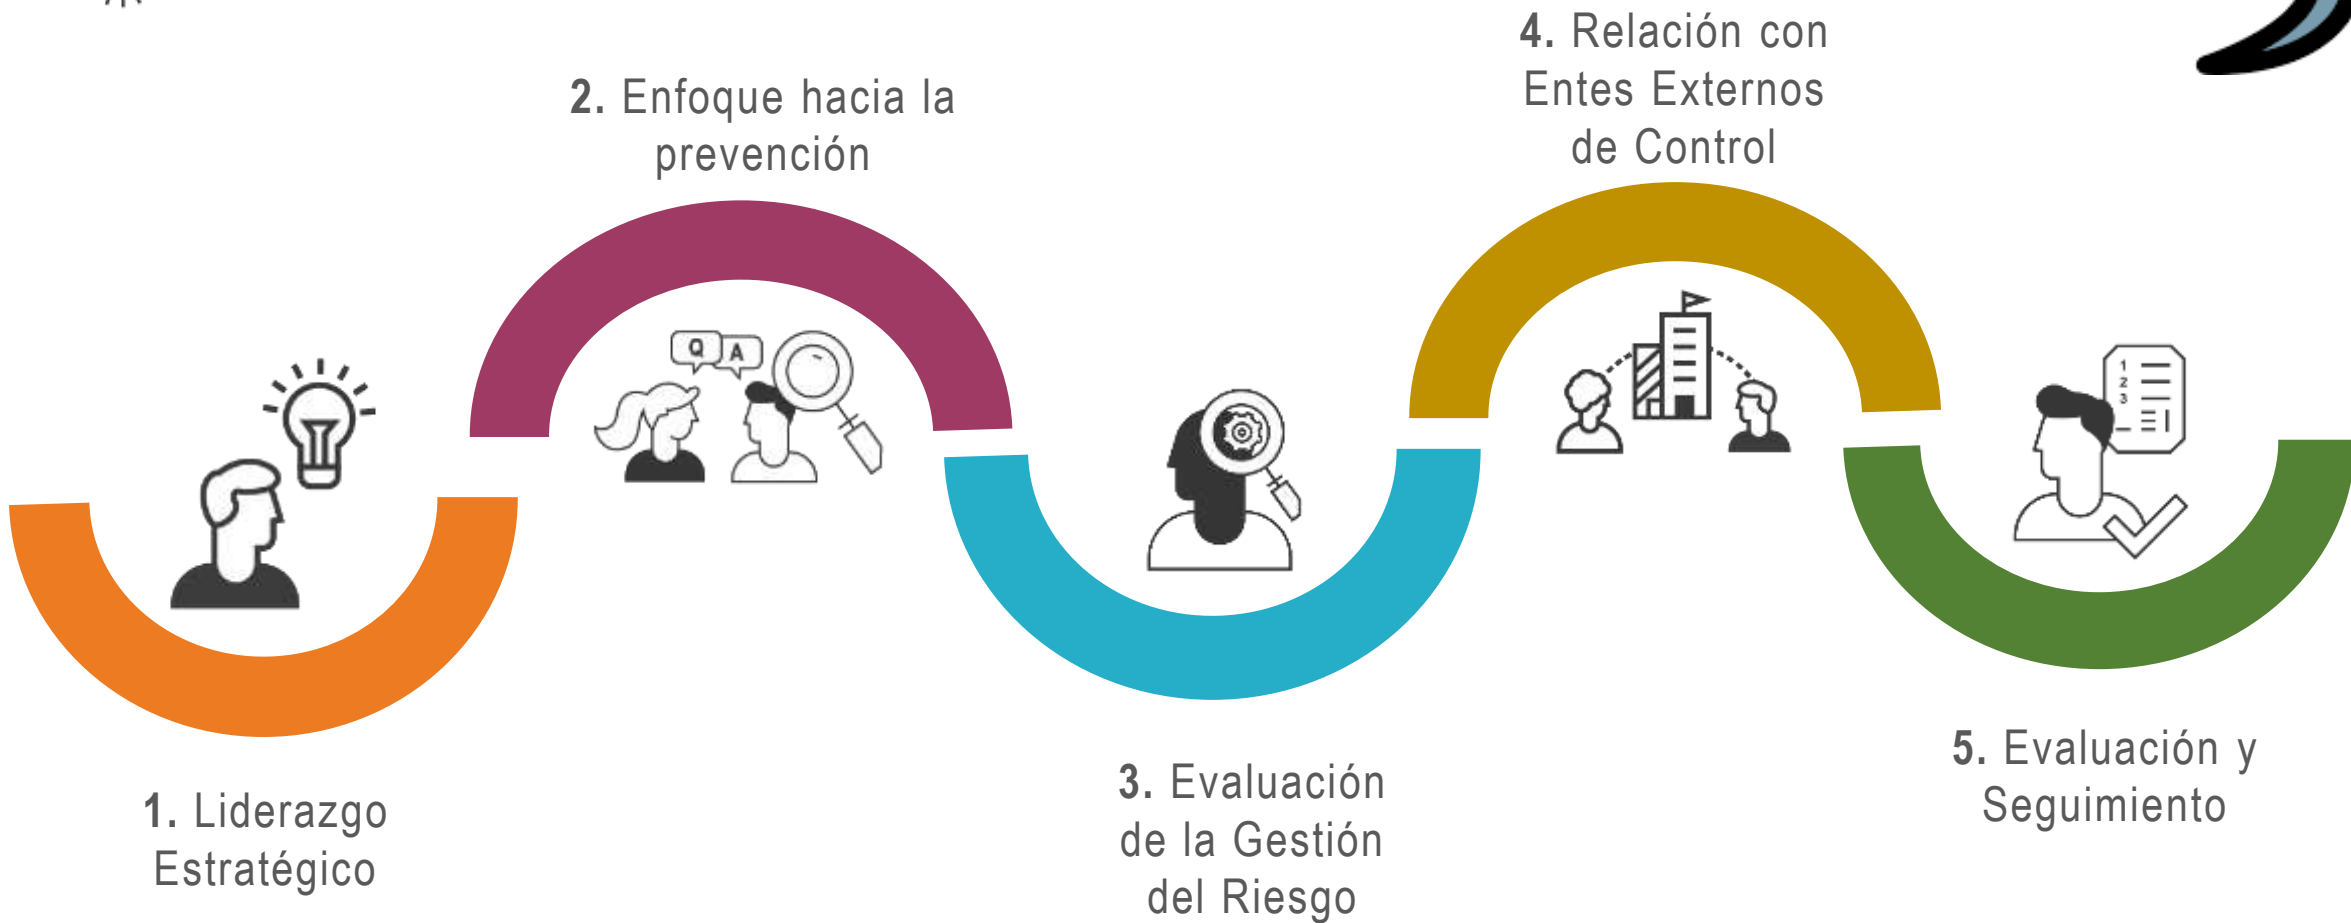 1. Liderazgo
Estratégico
2. Enfoque hacia la
prevención
Q A
3. Evaluación
de la Gestión
del Riesgo
4. Relación con
Entes Externos
de Control
5. Evaluación y
Seguimiento
1
2
3